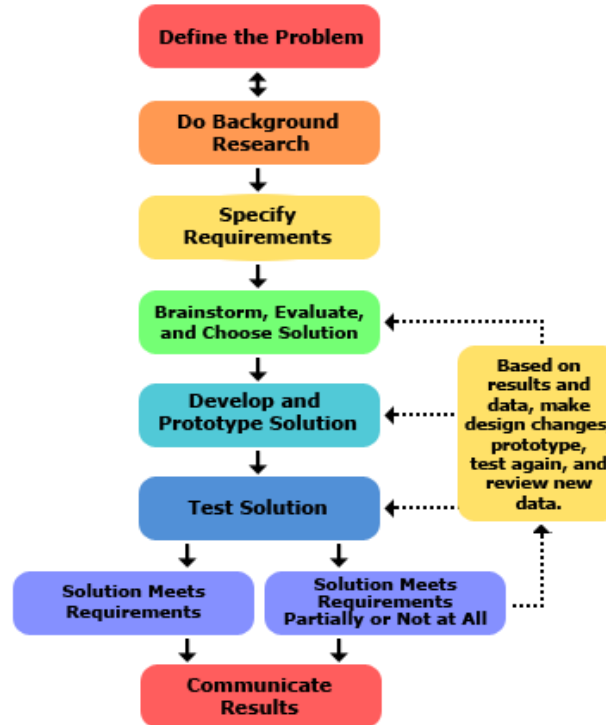 Define the Problem
Do Background
Research
Specify
Requirements
Brainstorm, Evaluate,
and Choose Solution
Develop and
Prototype Solution
Test Solution
Based on
results and
data, make
design changes
prototype,
test again, and
review new
data.
Solution Meets
Requirements
Solution Meets
Requirements
Partially or Not at All
Communicate
Results